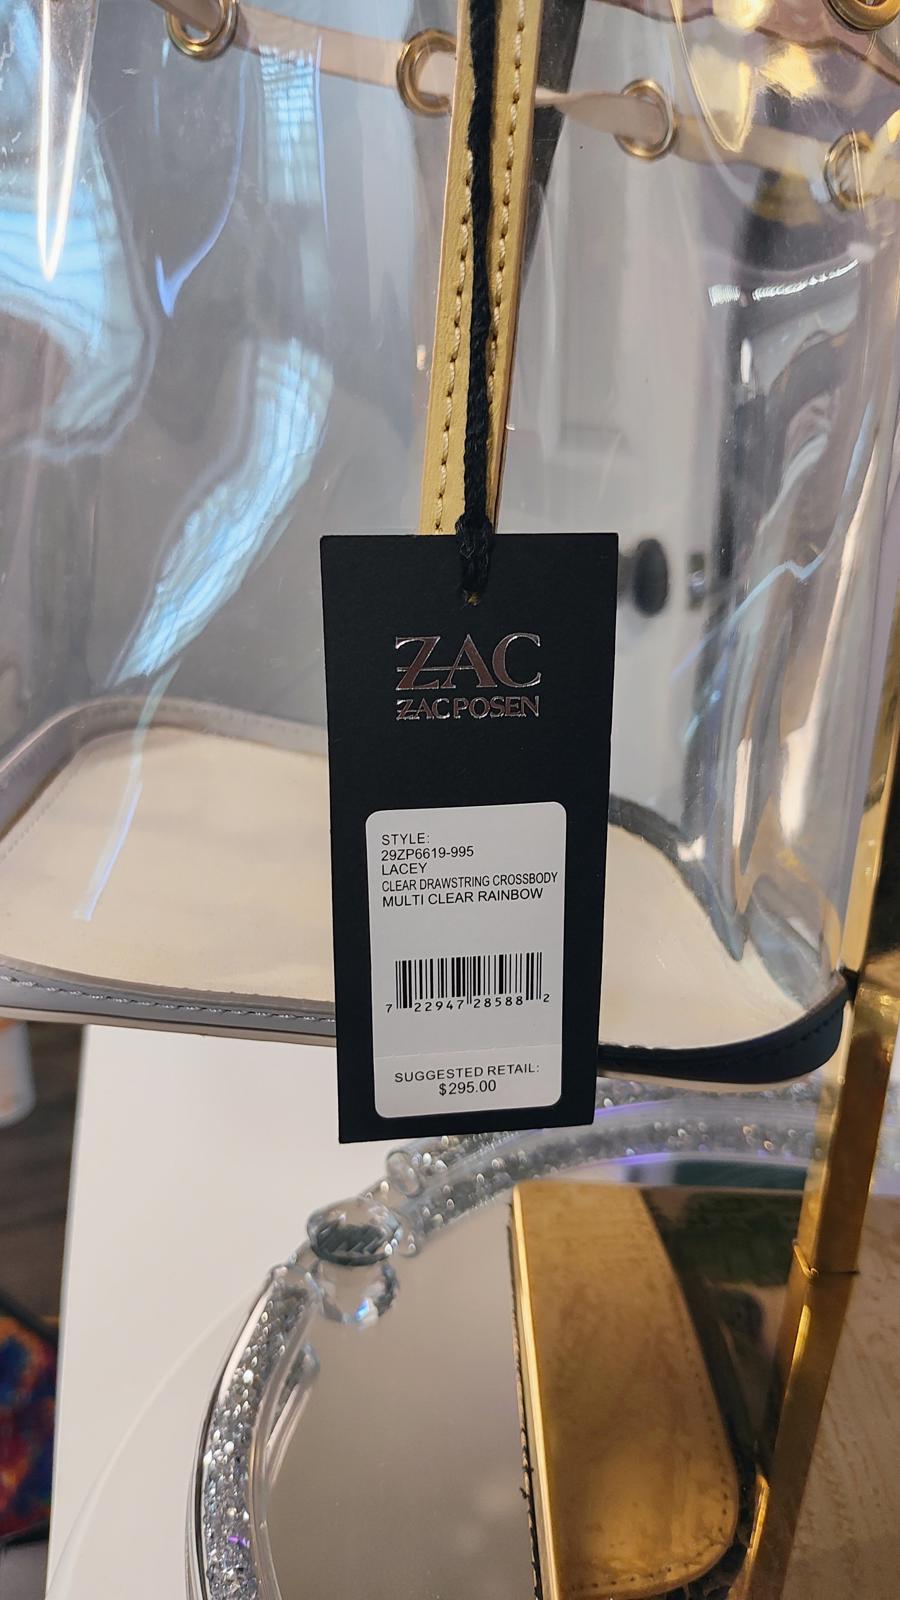 ZAC
ZAC POSEN
STYLE:
29ZP6619-995
LACEY
CLEAR DRAWSTRING CROSSBODY
MULTI CLEAR RAINBOW
7 22947 28588 2
SUGGESTED RETAIL:
$295.00